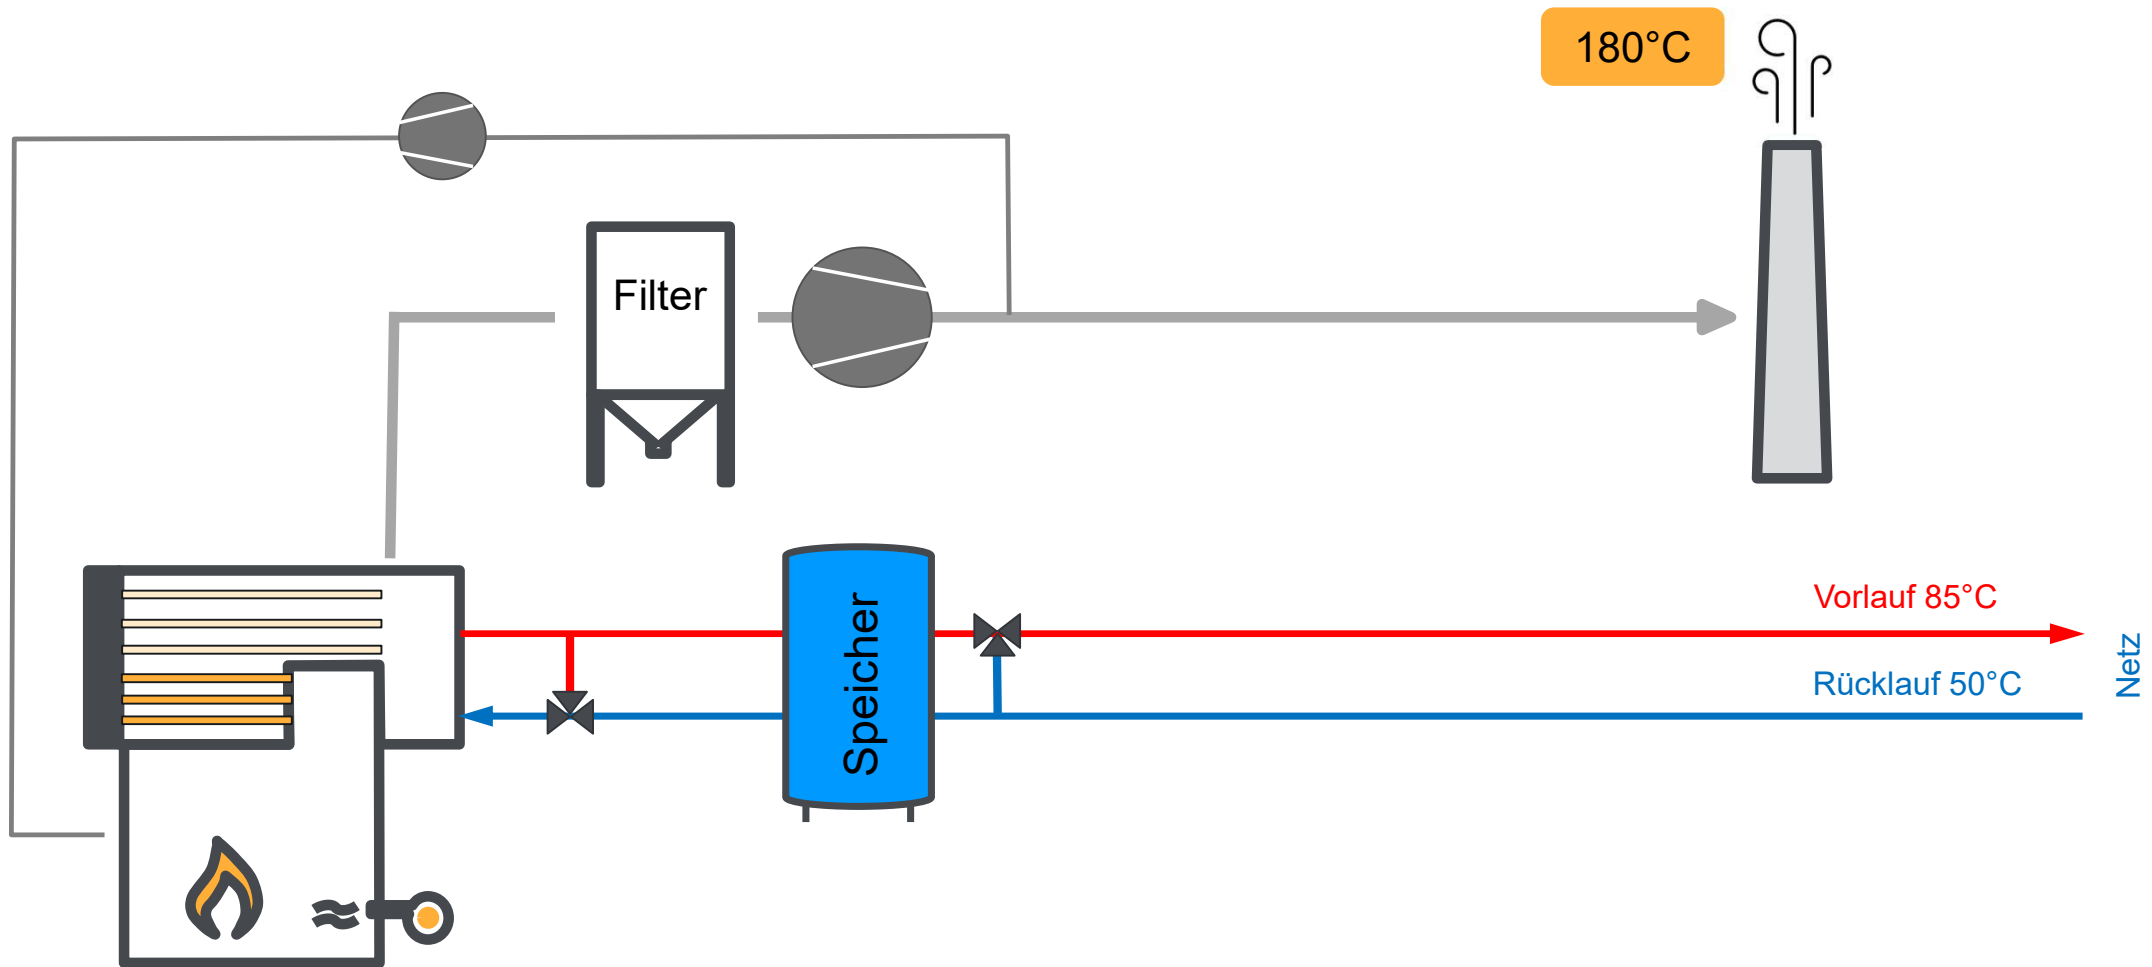 180°C
Filter
Speicher
Vorlauf 85°C
Rücklauf 50°C
Netz